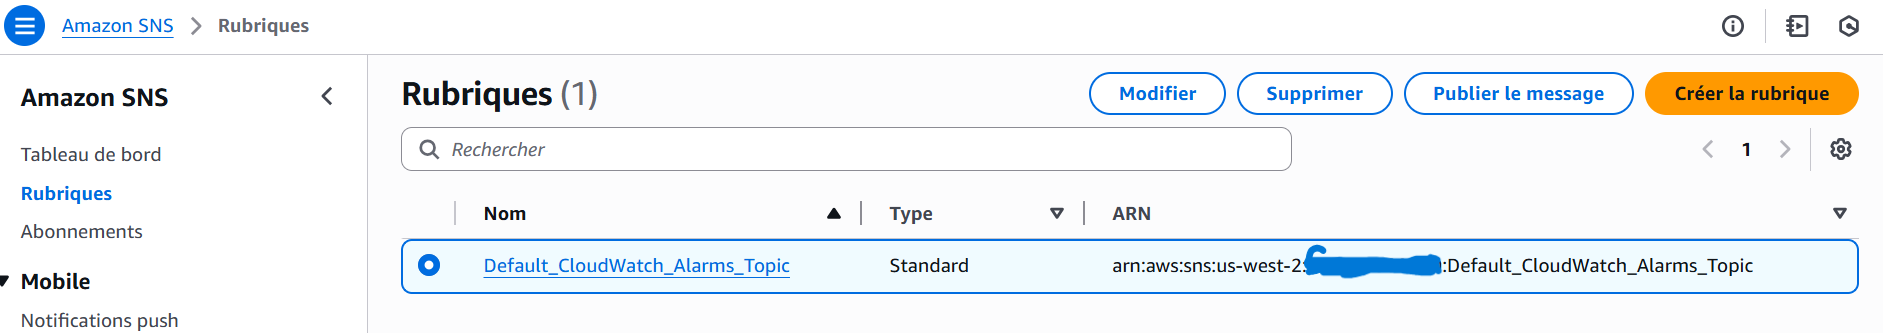 Amazon SNS > Rubriques
Amazon SNS
Tableau de bord
Rubriques
Abonnements
Mobile
Notifications push
Rubriques (1)
Modifier
Supprimer
Publier le message
Créer la rubrique
Rechercher
1
Nom
Type
ARN
Default_CloudWatch_Alarms_Topic
Standard
arn:aws:sns:us-west-2: :Default_CloudWatch_Alarms_Topic